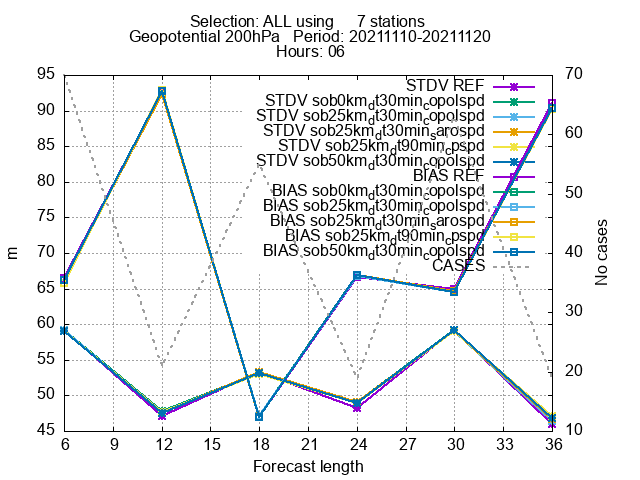 Selection: ALL using 7 stations
Geopotential 200hPa Period: 20211110-20211120
Hours: 06
STDV REF
STDV sob0km_dt30min_copolspd
STDV sob25km_dt30min_copolspd
STDV sob25km_dt30min_sarospd
STDV sob25km_dt90min_cpspd
STDV sob50km_dt30min_copolspd
BIAS REF
BIAS sob0km_dt30min_copolspd
BIAS sob25km_dt30min_copolspd
BIAS sob25km_dt30min_sarospd
BIAS sob25km_dt90min_cpspd
BIAS sob50km_dt30min_copolspd
CASES
95
90
85
80
75
70
65
60
55
50
45
m
70
60
50
40
30
20
10
No cases
6 9 12 15 18 21 24 27 30 33 36
Forecast length